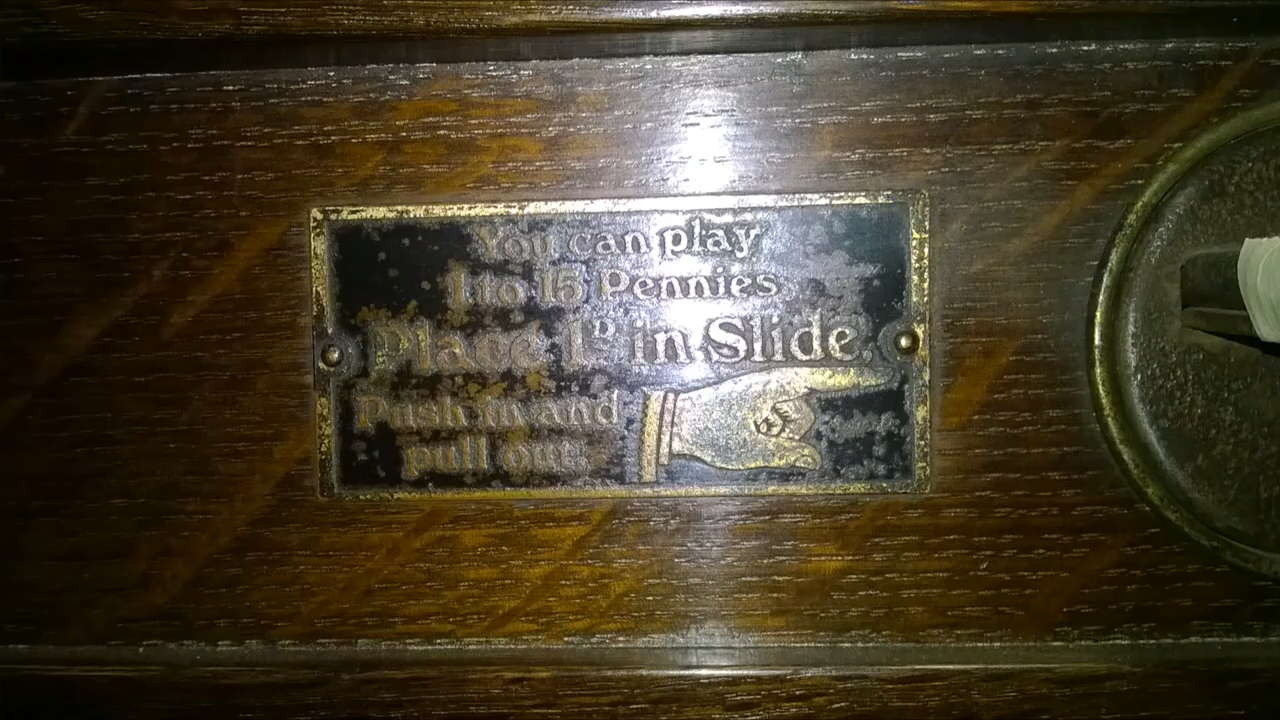 You can play
1 to 15 Pennies
Place 1ᴰ in Slide,
Push in and
pull out